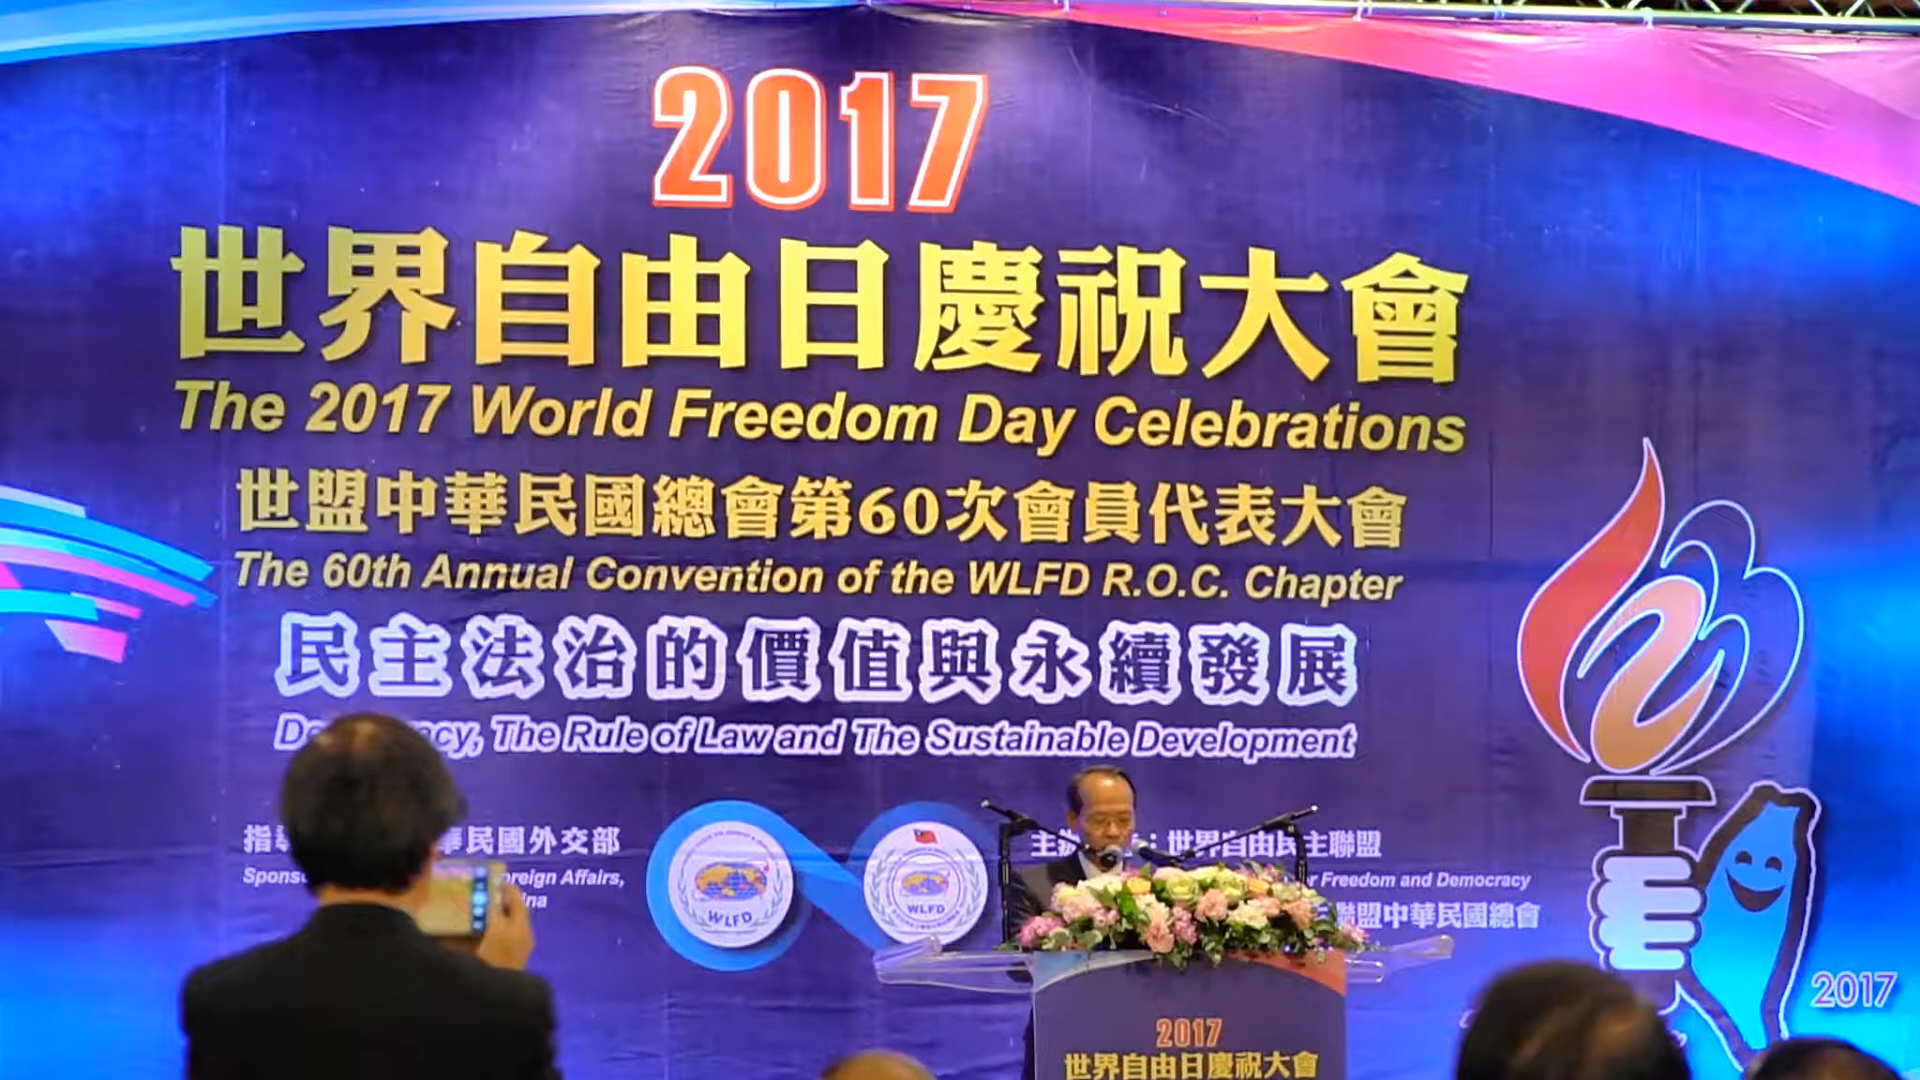 2017
世界自由日慶祝大會
The 2017 World Freedom Day Celebrations
世盟中華民國總會第60次會員代表大會
The 60th Annual Convention of the WLFD R.O.C. Chapter
民主法治的價值與永續發展
cy, The Rule of Law and The Sustainable Development
華民國外交部
Affairs,
WLFD
WLFD
世界自由民主聯盟
Freedom and Democracy
聯盟中華民國總會
2017
2017
世界自由日慶祝大會